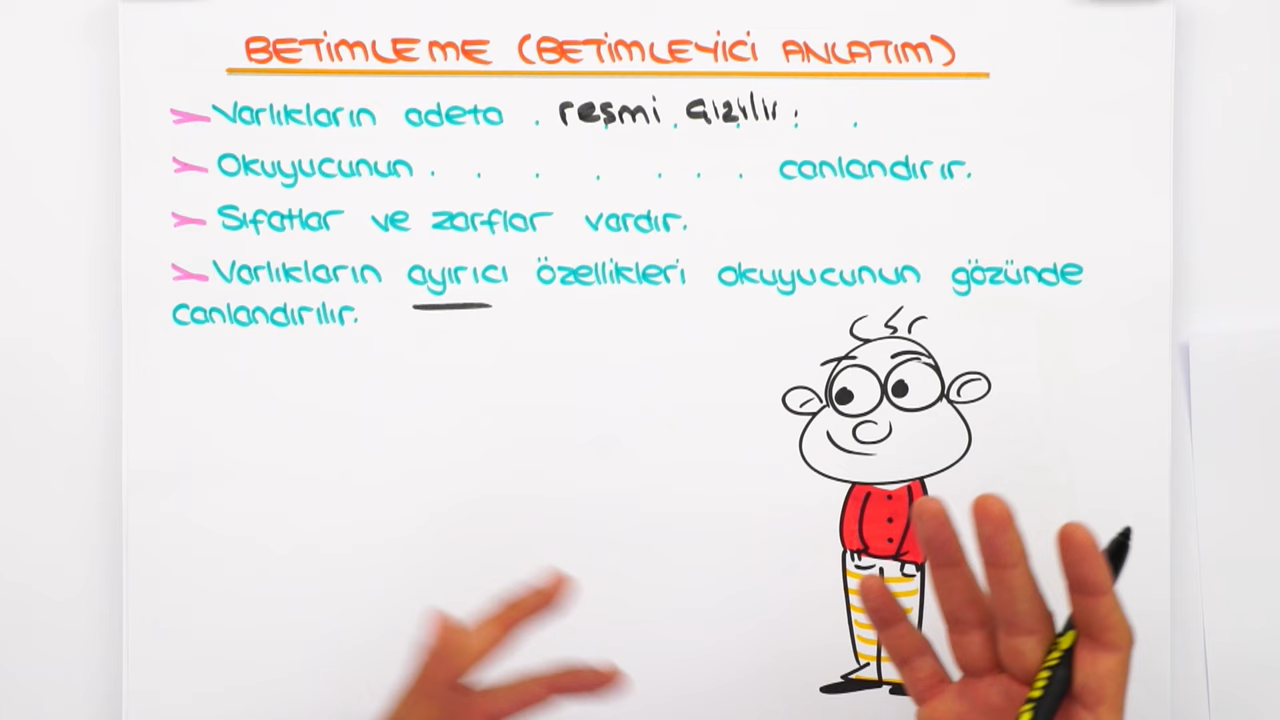 BETİMLEME (BETİMLEYİCİ ANLATIM)
Varlıkların adeta . resmi çizilir. .
Okuyucunun . . . . . . . canlandırır.
Sıfatlar ve zarflar vardır.
Varlıkların ayırıcı özellikleri okuyucunun gözünde
canlandırılır.